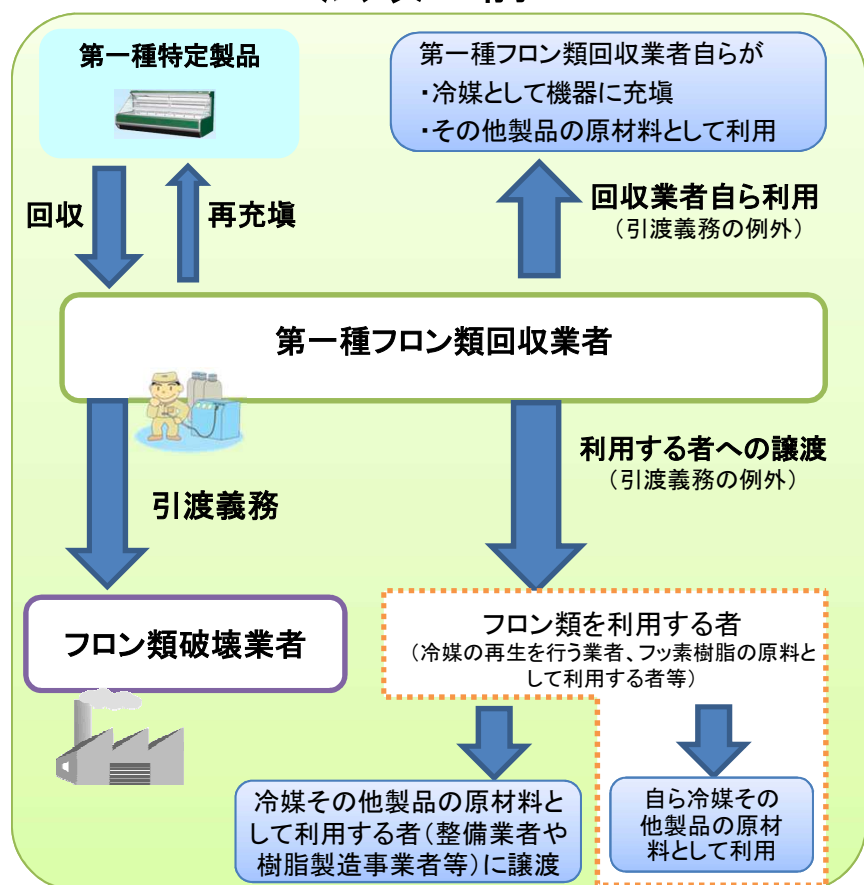 第一種特定製品
第一種フロン類回収業者自らが
・冷媒として機器に充塡
・その他製品の原材料として利用
回収
再充塡
回収業者自ら利用
（引渡義務の例外）
第一種フロン類回収業者
引渡義務
利用する者への譲渡
（引渡義務の例外）
フロン類破壊業者
フロン類を利用する者
（冷媒の再生を行う業者、フッ素樹脂の原料と
して利用する者等）
冷媒その他製品の原材料と
して利用する者（整備業者や
樹脂製造事業者等）に譲渡
自ら冷媒その
他製品の原材
料として利用